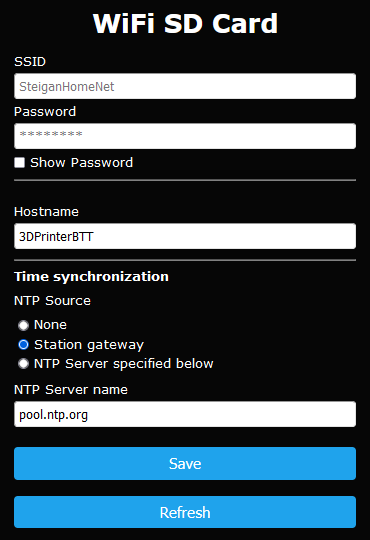 WiFi SD Card
SSID
SteiganHomeNet
Password
********
Show Password
Hostname
3DPrinterBTT
Time synchronization
NTP Source
None
Station gateway
NTP Server specified below
NTP Server name
pool.ntp.org
Save
Refresh